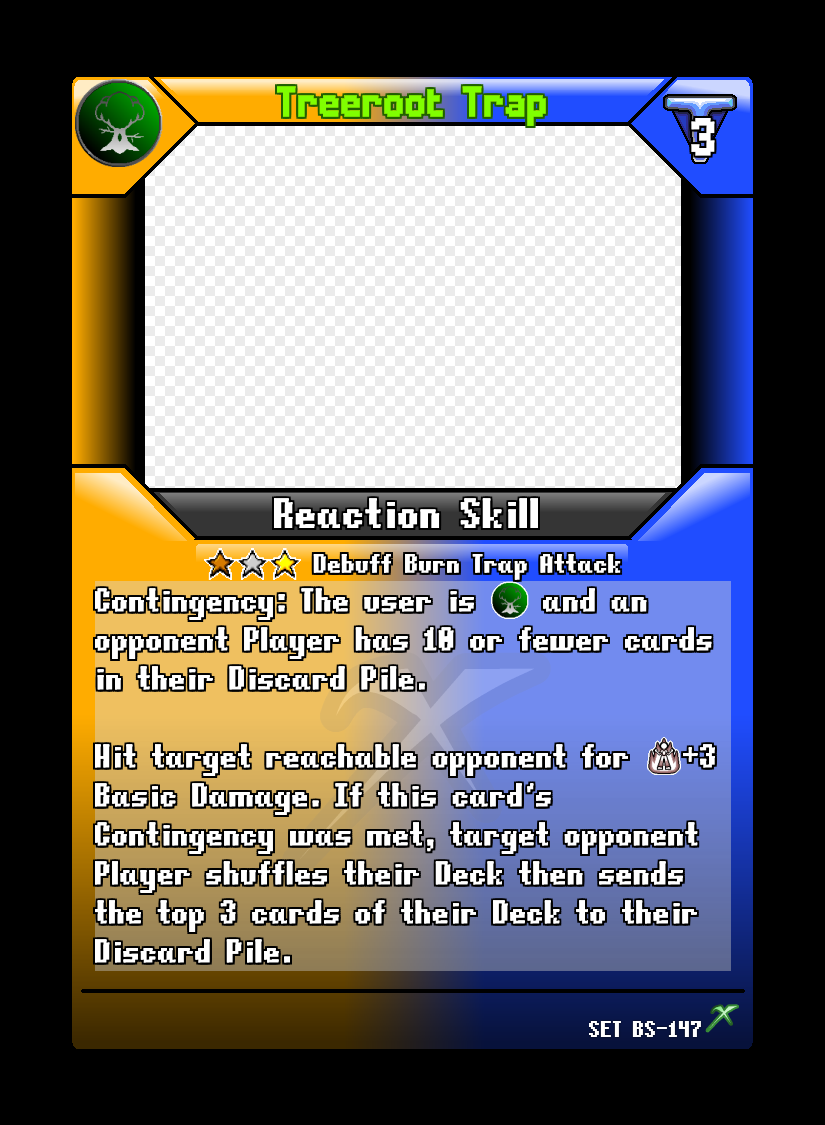 Treeroot Trap
3
Reaction Skill
Debuff Burn Trap Attack
Contingency: The user is and an
opponent Player has 10 or fewer cards
in their Discard Pile.
Hit target reachable opponent for +3
Basic Damage. If this card's
Contingency was met, target opponent
Player shuffles their Deck then sends
the top 3 cards of their Deck to their
Discard Pile.
SET BS-147